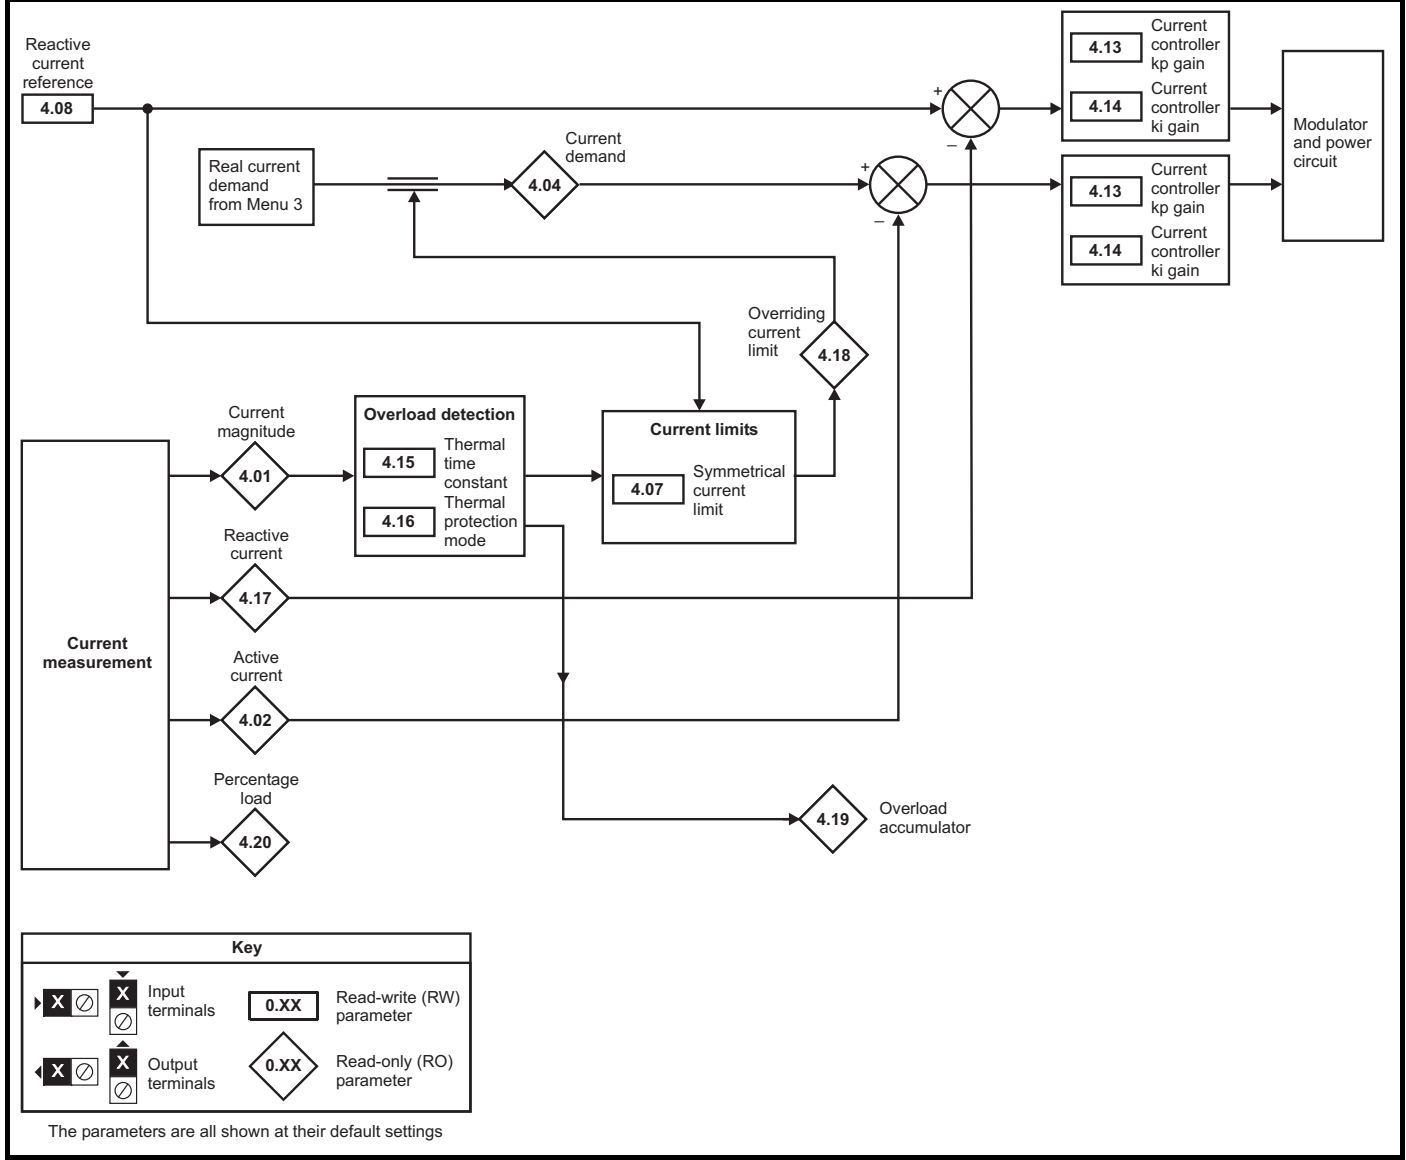 Reactive
current
reference
4.08
+
–
4.13
Current
controller
kp gain
4.14
Current
controller
ki gain
Modulator
and power
circuit
Real current
demand
from Menu 3
Current
demand
4.04
+
–
4.13
Current
controller
kp gain
4.14
Current
controller
ki gain
Overriding
current
limit
4.18
Current
magnitude
4.01
Overload detection
4.15
Thermal
time
constant
4.16
Thermal
protection
mode
Current limits
4.07
Symmetrical
current
limit
Reactive
current
4.17
Current
measurement
Active
current
4.02
Percentage
load
4.20
4.19
Overload
accumulator
Key
X
X
Input
terminals
0.XX
Read-write (RW)
parameter
X
X
Output
terminals
0.XX
Read-only (RO)
parameter
The parameters are all shown at their default settings